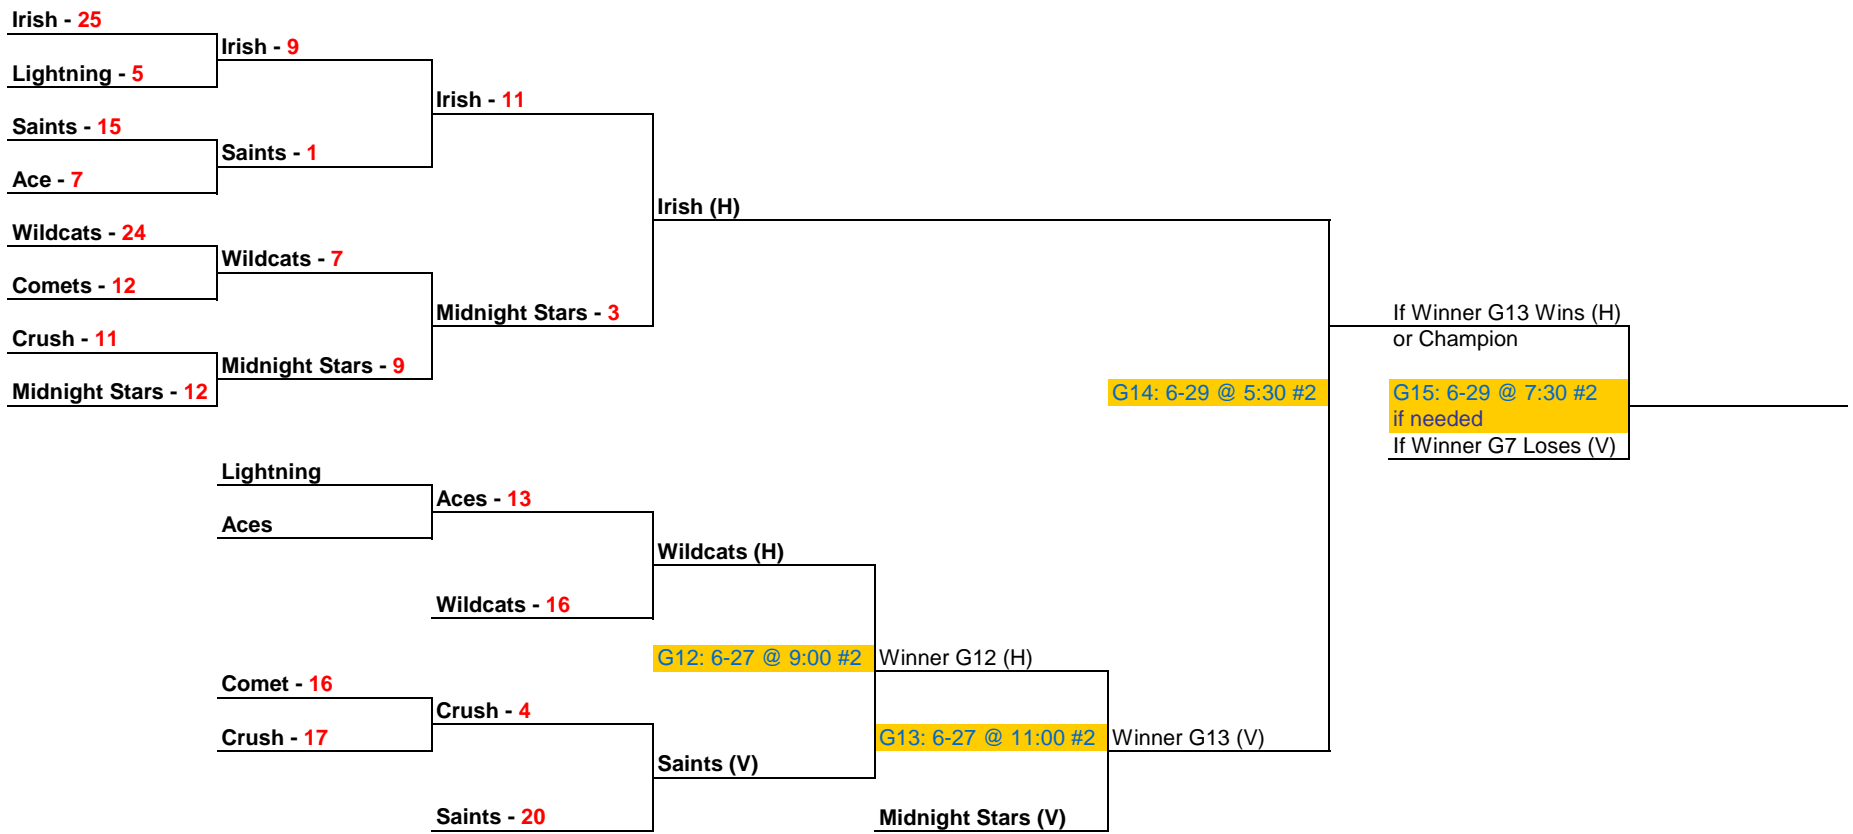 Irish - 25
Irish - 9
Lightning - 5
Irish - 11
Saints - 15
Saints - 1
Ace - 7
Irish (H)
Wildcats - 24
Wildcats - 7
Comets - 12
Midnight Stars - 3
If Winner G13 Wins (H)
or Champion
Crush - 11
Midnight Stars - 9
Midnight Stars - 12
G14: 6-29 @ 5:30 #2
G15: 6-29 @ 7:30 #2
if needed
If Winner G7 Loses (V)
Lightning
Aces - 13
Aces
Wildcats (H)
Wildcats - 16
G12: 6-27 @ 9:00 #2
Winner G12 (H)
Comet - 16
Crush - 4
Crush - 17
G13: 6-27 @ 11:00 #2
Winner G13 (V)
Saints (V)
Saints - 20
Midnight Stars (V)